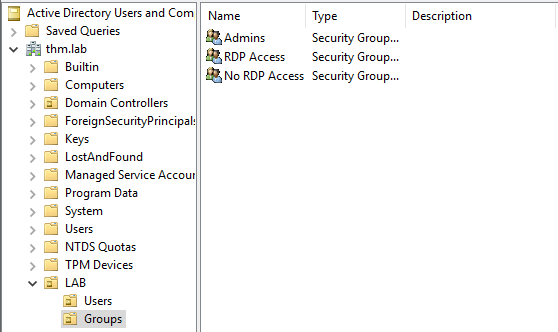 Active Directory Users and Com
Saved Queries
thm.lab
Builtin
Computers
Domain Controllers
ForeignSecurityPrincipals
Keys
LostAndFound
Managed Service Accour
Program Data
System
Users
NTDS Quotas
TPM Devices
LAB
Users
Groups
Name Type Description
Admins Security Group...
RDP Access Security Group...
No RDP Access Security Group...